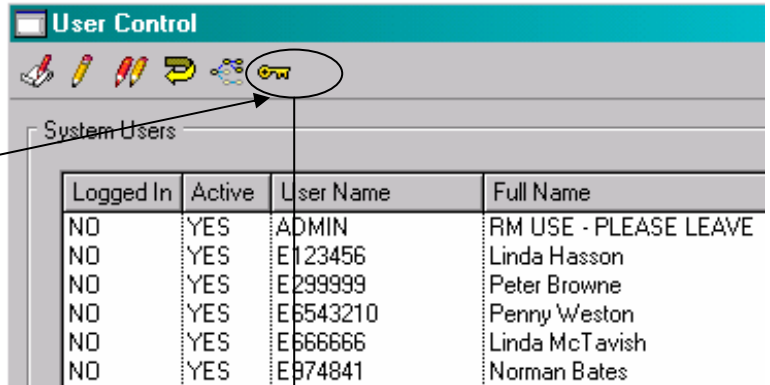 User Control
System Users
Logged In Active User Name Full Name
NO YES ADMIN RM USE - PLEASE LEAVE
NO YES E123456 Linda Hasson
NO YES E299999 Peter Browne
NO YES E6543210 Penny Weston
NO YES E666666 Linda McTavish
NO YES E974841 Norman Bates